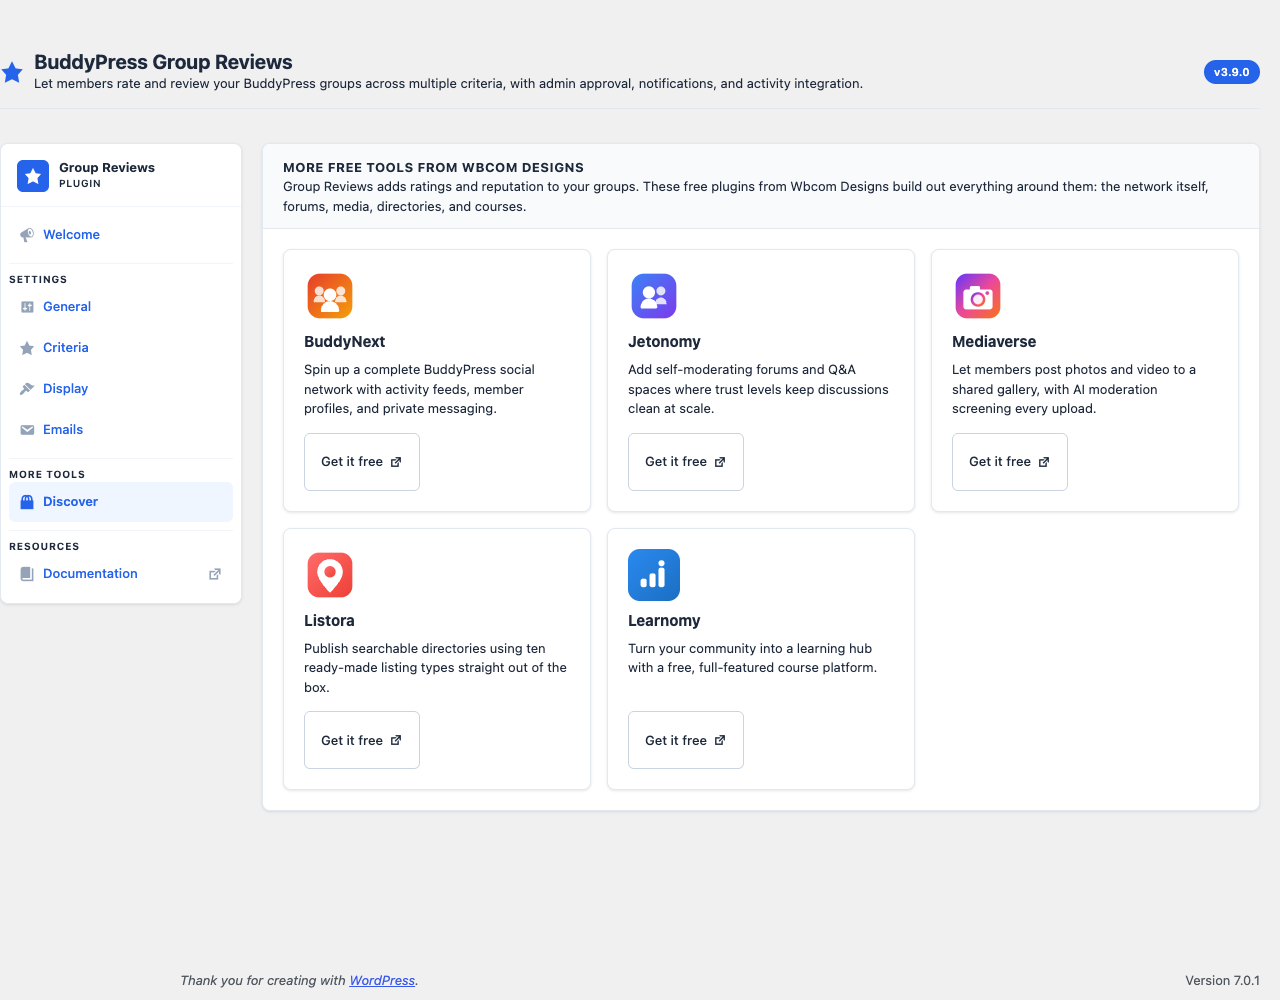 BuddyPress Group Reviews
Let members rate and review your BuddyPress groups across multiple criteria, with admin approval, notifications, and activity integration.
v3.9.0
Group Reviews
PLUGIN
Welcome
SETTINGS
General
Criteria
Display
Emails
MORE TOOLS
Discover
RESOURCES
Documentation
MORE FREE TOOLS FROM WBCOM DESIGNS
Group Reviews adds ratings and reputation to your groups. These free plugins from Wbcom Designs build out everything around them: the network itself,
forums, media, directories, and courses.
BuddyNext
Spin up a complete BuddyPress social
network with activity feeds, member
profiles, and private messaging.
Get it free
Jetonomy
Add self-moderating forums and Q&A
spaces where trust levels keep discussions
clean at scale.
Get it free
Mediaverse
Let members post photos and video to a
shared gallery, with AI moderation
screening every upload.
Get it free
Listora
Publish searchable directories using ten
ready-made listing types straight out of the
box.
Get it free
Learnomy
Turn your community into a learning hub
with a free, full-featured course platform.
Get it free
Thank you for creating with WordPress.
Version 7.0.1